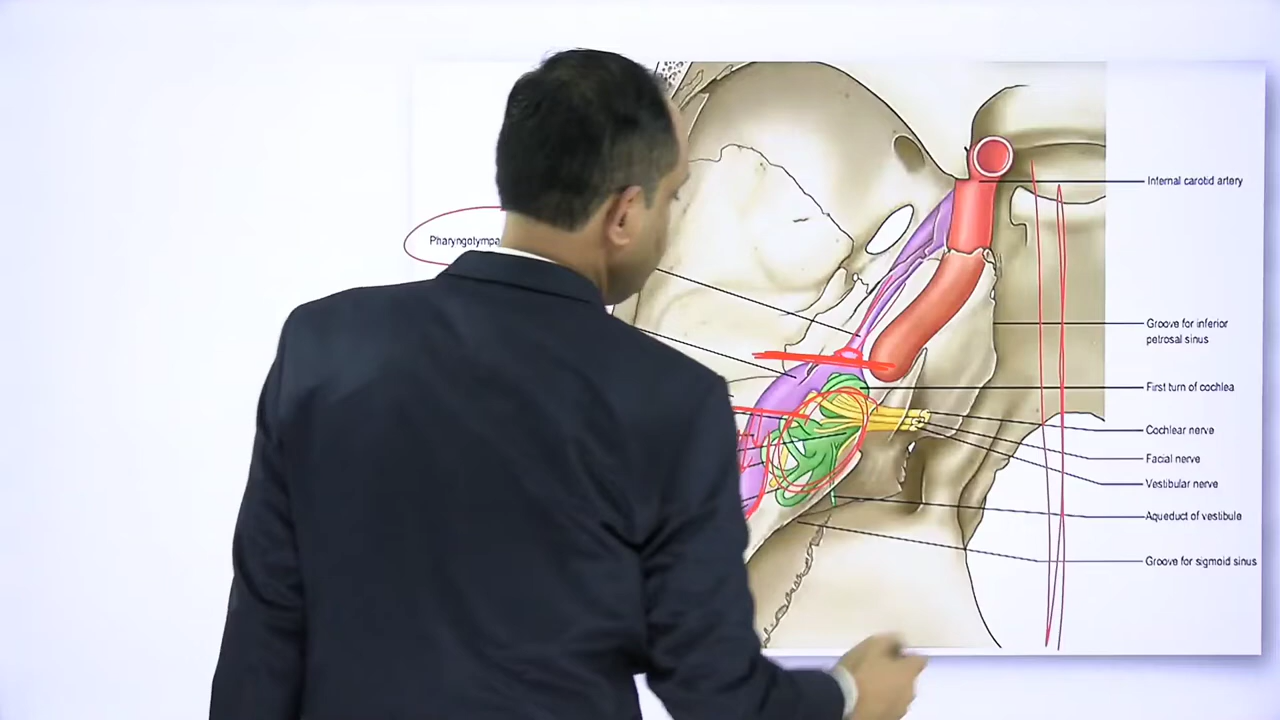 Internal carotid artery
Groove for inferior
petrosal sinus
First turn of cochlea
Cochlear nerve
Facial nerve
Vestibular nerve
Aqueduct of vestibule
Groove for sigmoid sinus